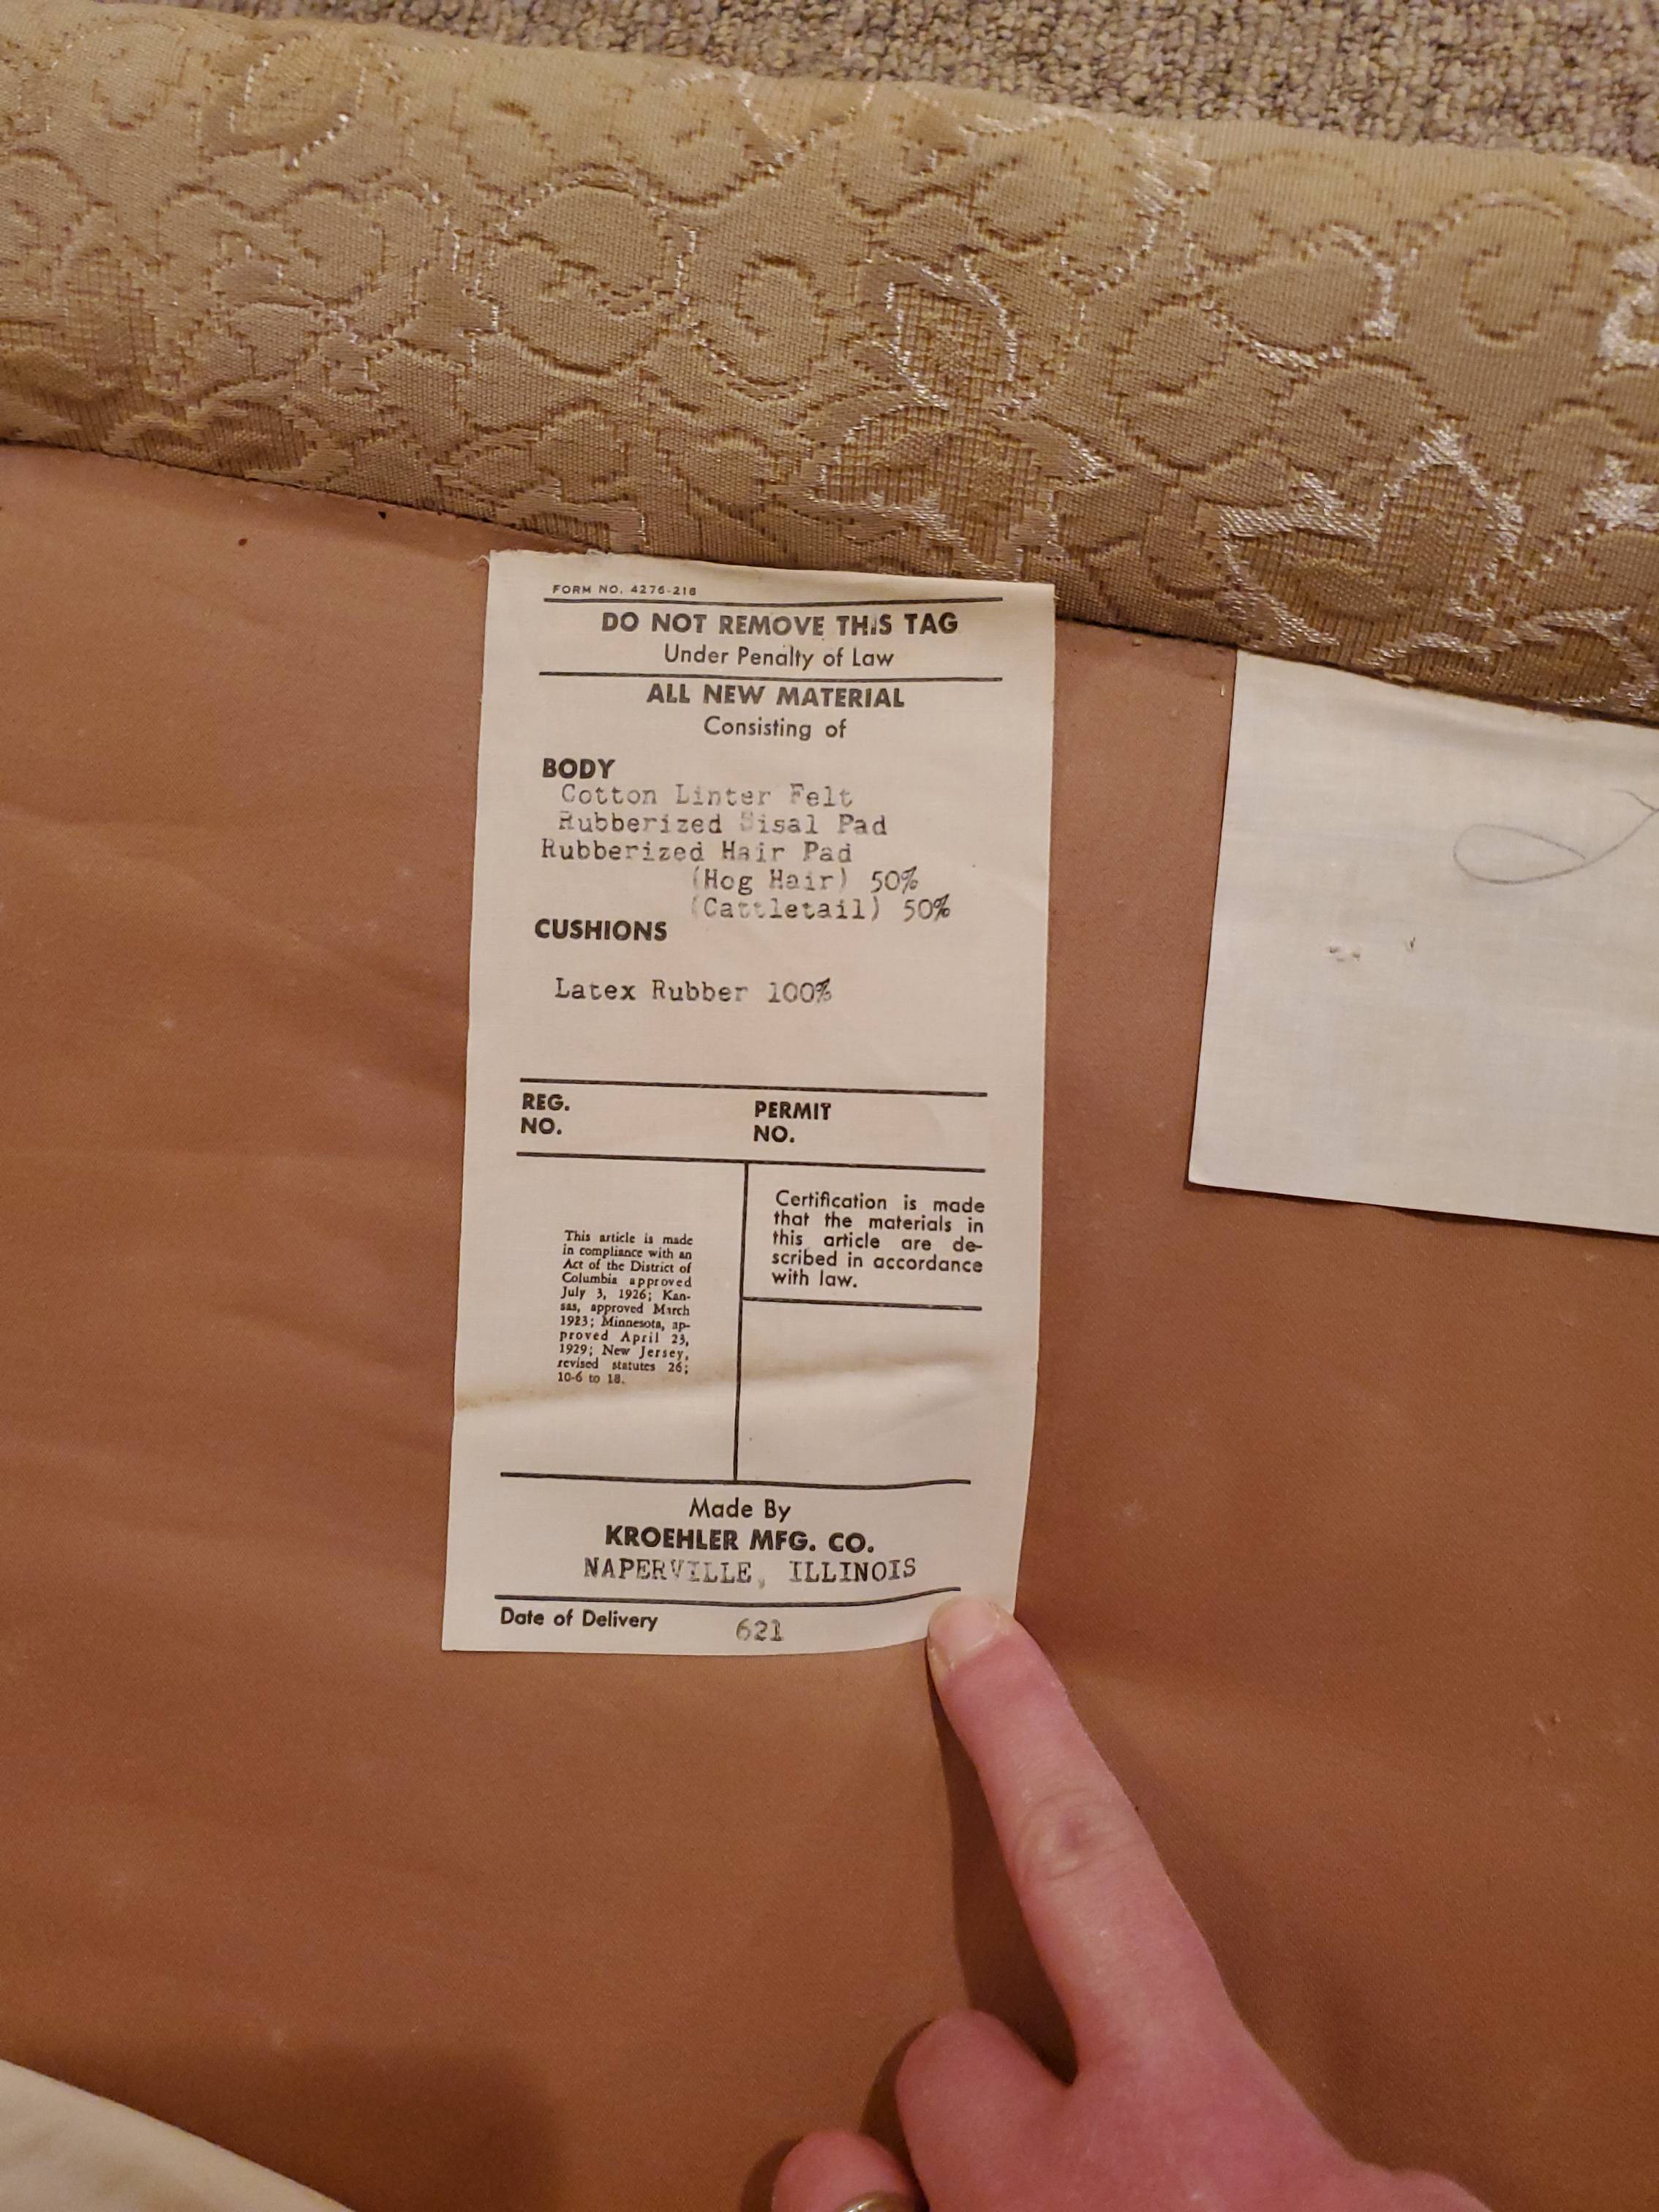 FORM NO. 4276-218
DO NOT REMOVE THIS TAG
Under Penalty of Law
ALL NEW MATERIAL
Consisting of
BODY
Cotton Linter Felt
Rubberized Sisal Pad
Rubberized Hair Pad
(Hog Hair) 50%
(Cattletail) 50%
CUSHIONS
Latex Rubber 100%
REG.
NO.
PERMIT
NO.
This article is made
in compliance with an
Act of the District of
Columbia approved
July 3, 1926; Kan-
sas, approved March
1923; Minnesota, ap-
proved April 23,
1929; New Jersey,
revised statutes 26;
10-6 to 18.
Certification is made
that the materials in
this article are de-
scribed in accordance
with law.
Made By
KROEHLER MFG. CO.
NAPERVILLE, ILLINOIS
Date of Delivery 621